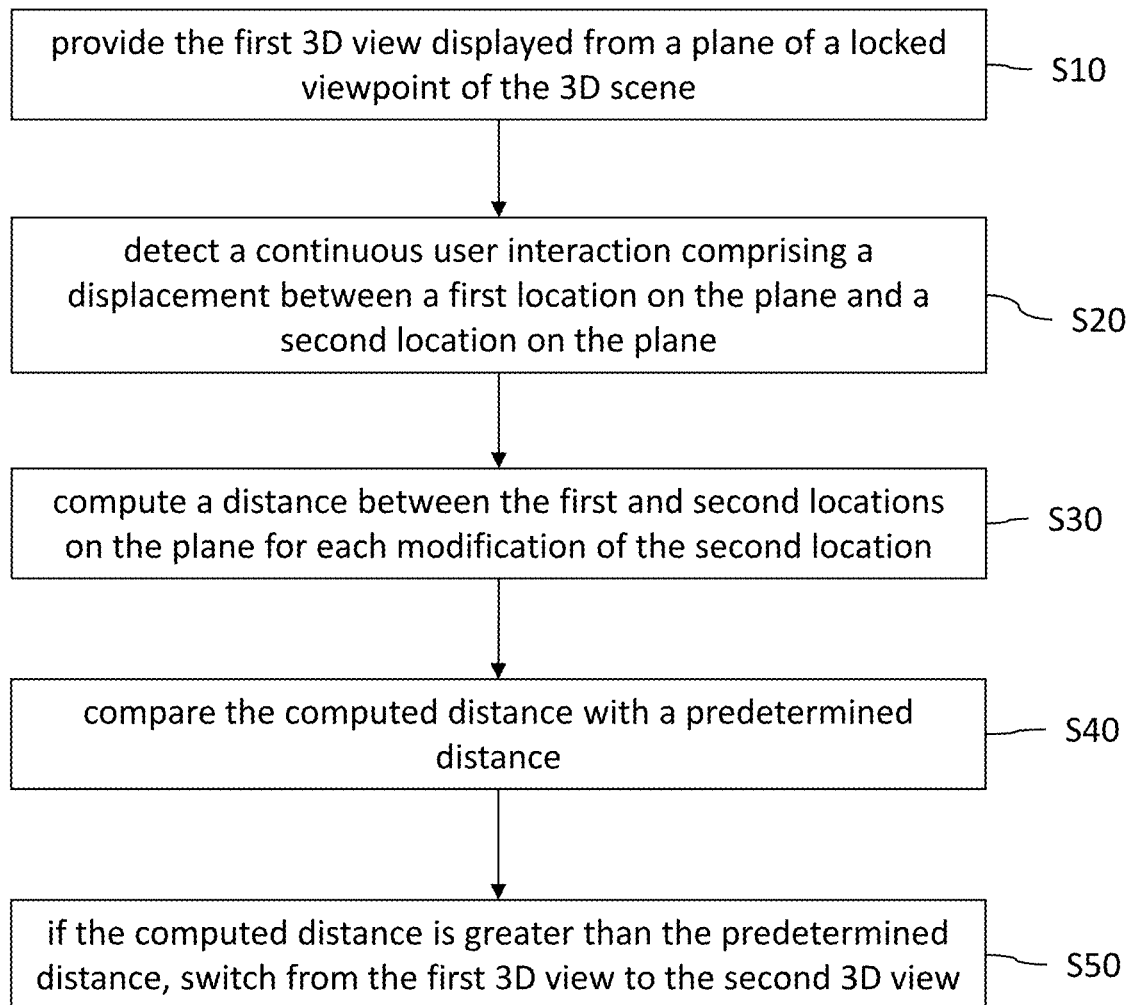 provide the first 3D view displayed from a plane of a locked
viewpoint of the 3D scene
S10
detect a continuous user interaction comprising a
displacement between a first location on the plane and a
second location on the plane
S20
compute a distance between the first and second locations
on the plane for each modification of the second location
S30
compare the computed distance with a predetermined
distance
S40
if the computed distance is greater than the predetermined
distance, switch from the first 3D view to the second 3D view
S50